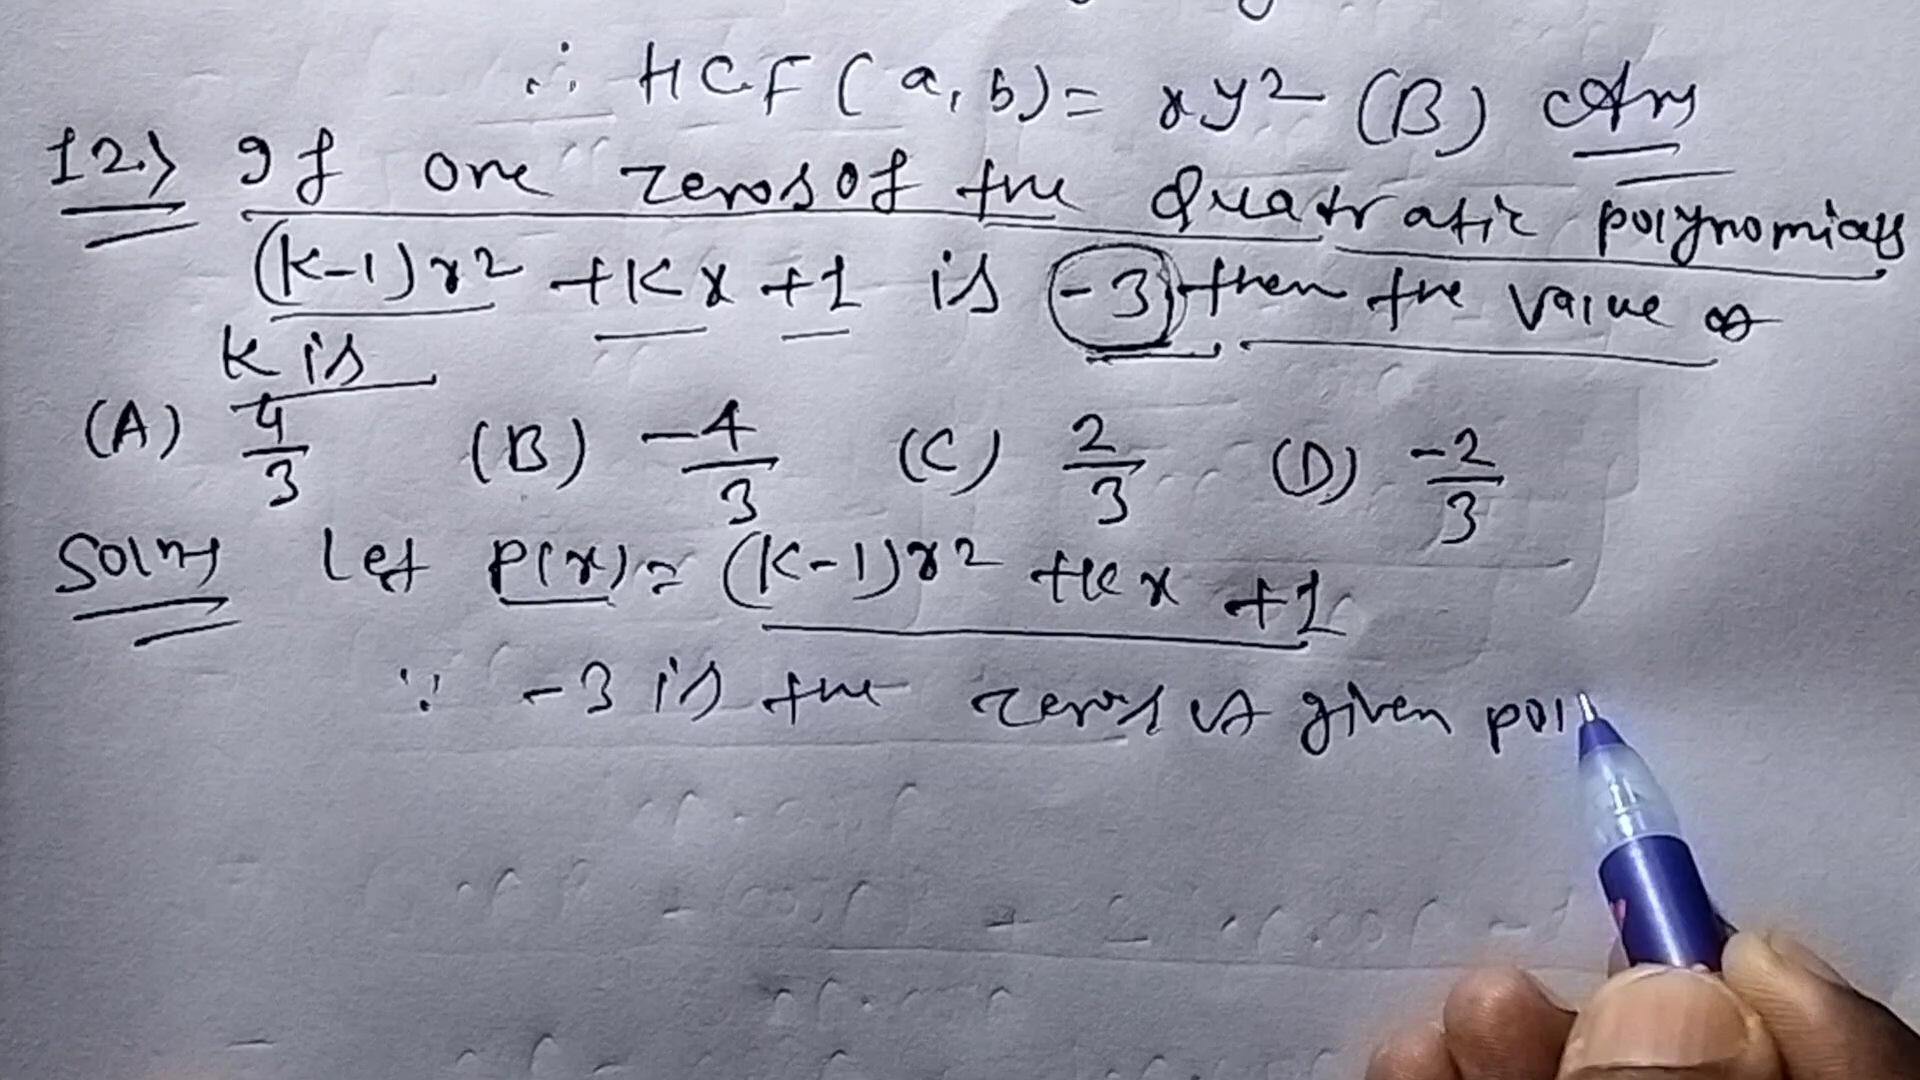 ∴ HCF (a, b) = xy² (B) Ans
12.) If one zeros of the Quatratic polynomials
(K-1)x² + Kx + 1 is -3 then the value of
K is
(A) 4/3 (B) -4/3 (C) 2/3 (D) -2/3
Soln Let P(x) = (K-1)x² + Kx + 1
∵ -3 is the zeros of given pol